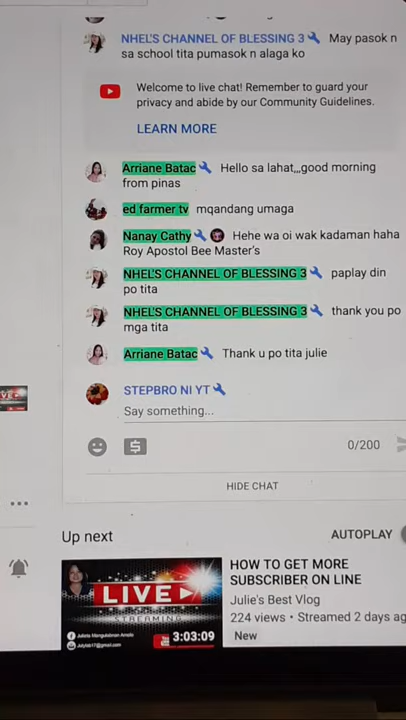 NHEL'S CHANNEL OF BLESSING 3 May pasok n
sa school tita pumasok n alaga ko
Welcome to live chat! Remember to guard your
privacy and abide by our Community Guidelines.
LEARN MORE
Arriane Batac Hello sa lahat,,,good morning
from pinas
ed farmer tv mqandang umaga
Nanay Cathy Hehe wa oi wak kadaman haha
Roy Apostol Bee Master's
NHEL'S CHANNEL OF BLESSING 3 paplay din
po tita
NHEL'S CHANNEL OF BLESSING 3 thank you po
mga tita
Arriane Batac Thank u po tita julie
STEPBRO NI YT
Say something...
0/200
HIDE CHAT
Up next
AUTOPLAY
LIVE
STREAMING
3:03:09
HOW TO GET MORE
SUBSCRIBER ON LINE
Julie's Best Vlog
224 views • Streamed 2 days ag
New